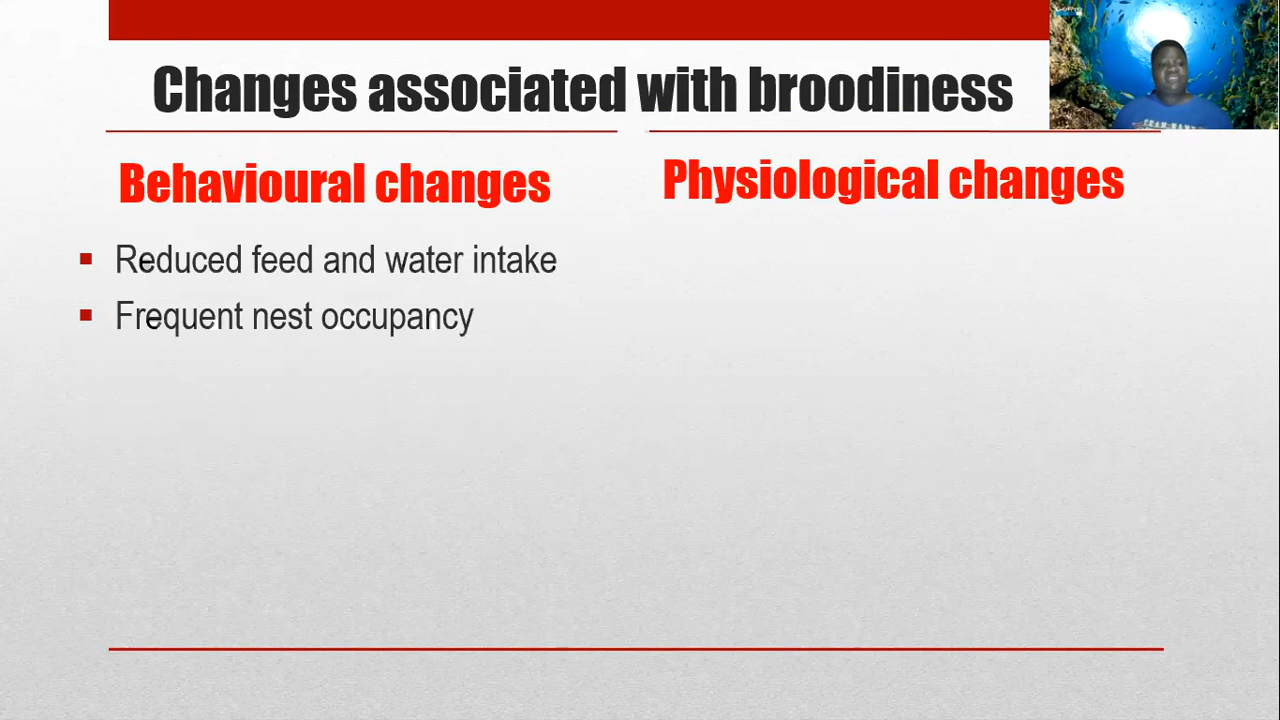 Changes associated with broodiness
Behavioural changes
Physiological changes
Reduced feed and water intake
Frequent nest occupancy